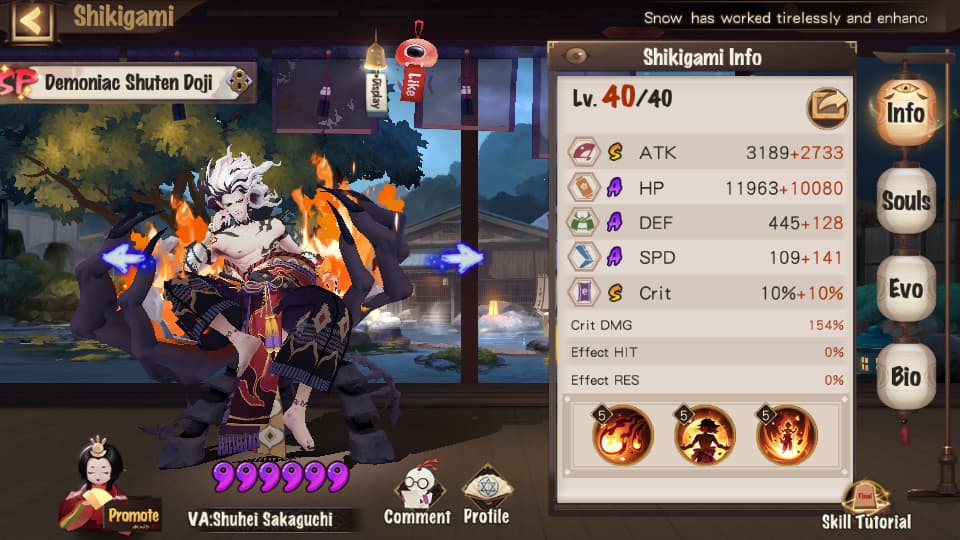 Shikigami
Snow has worked tirelessly and enhanc
SP Demoniac Shuten Doji
Display
Like
Shikigami Info
Lv. 40/40
S ATK 3189+2733
A HP 11963+10080
A DEF 445+128
A SPD 109+141
S Crit 10%+10%
Crit DMG 154%
Effect HIT 0%
Effect RES 0%
5 5 5
Info
Souls
Evo
Bio
Promote
VA:Shuhei Sakaguchi
Comment
Profile
Final
Skill Tutorial